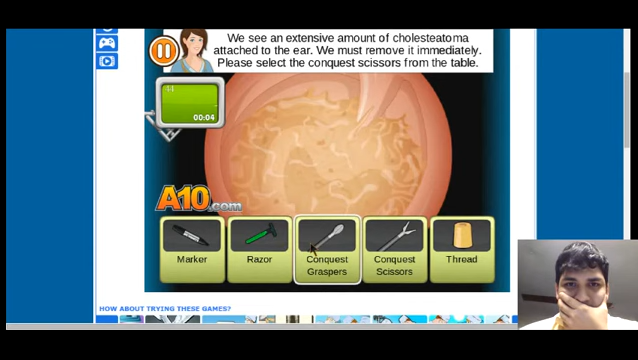 We see an extensive amount of cholesteatoma
attached to the ear. We must remove it immediately.
Please select the conquest scissors from the table.
44
00:04
A10.com
Marker
Razor
Conquest
Graspers
Conquest
Scissors
Thread
HOW ABOUT TRYING THESE GAMES?